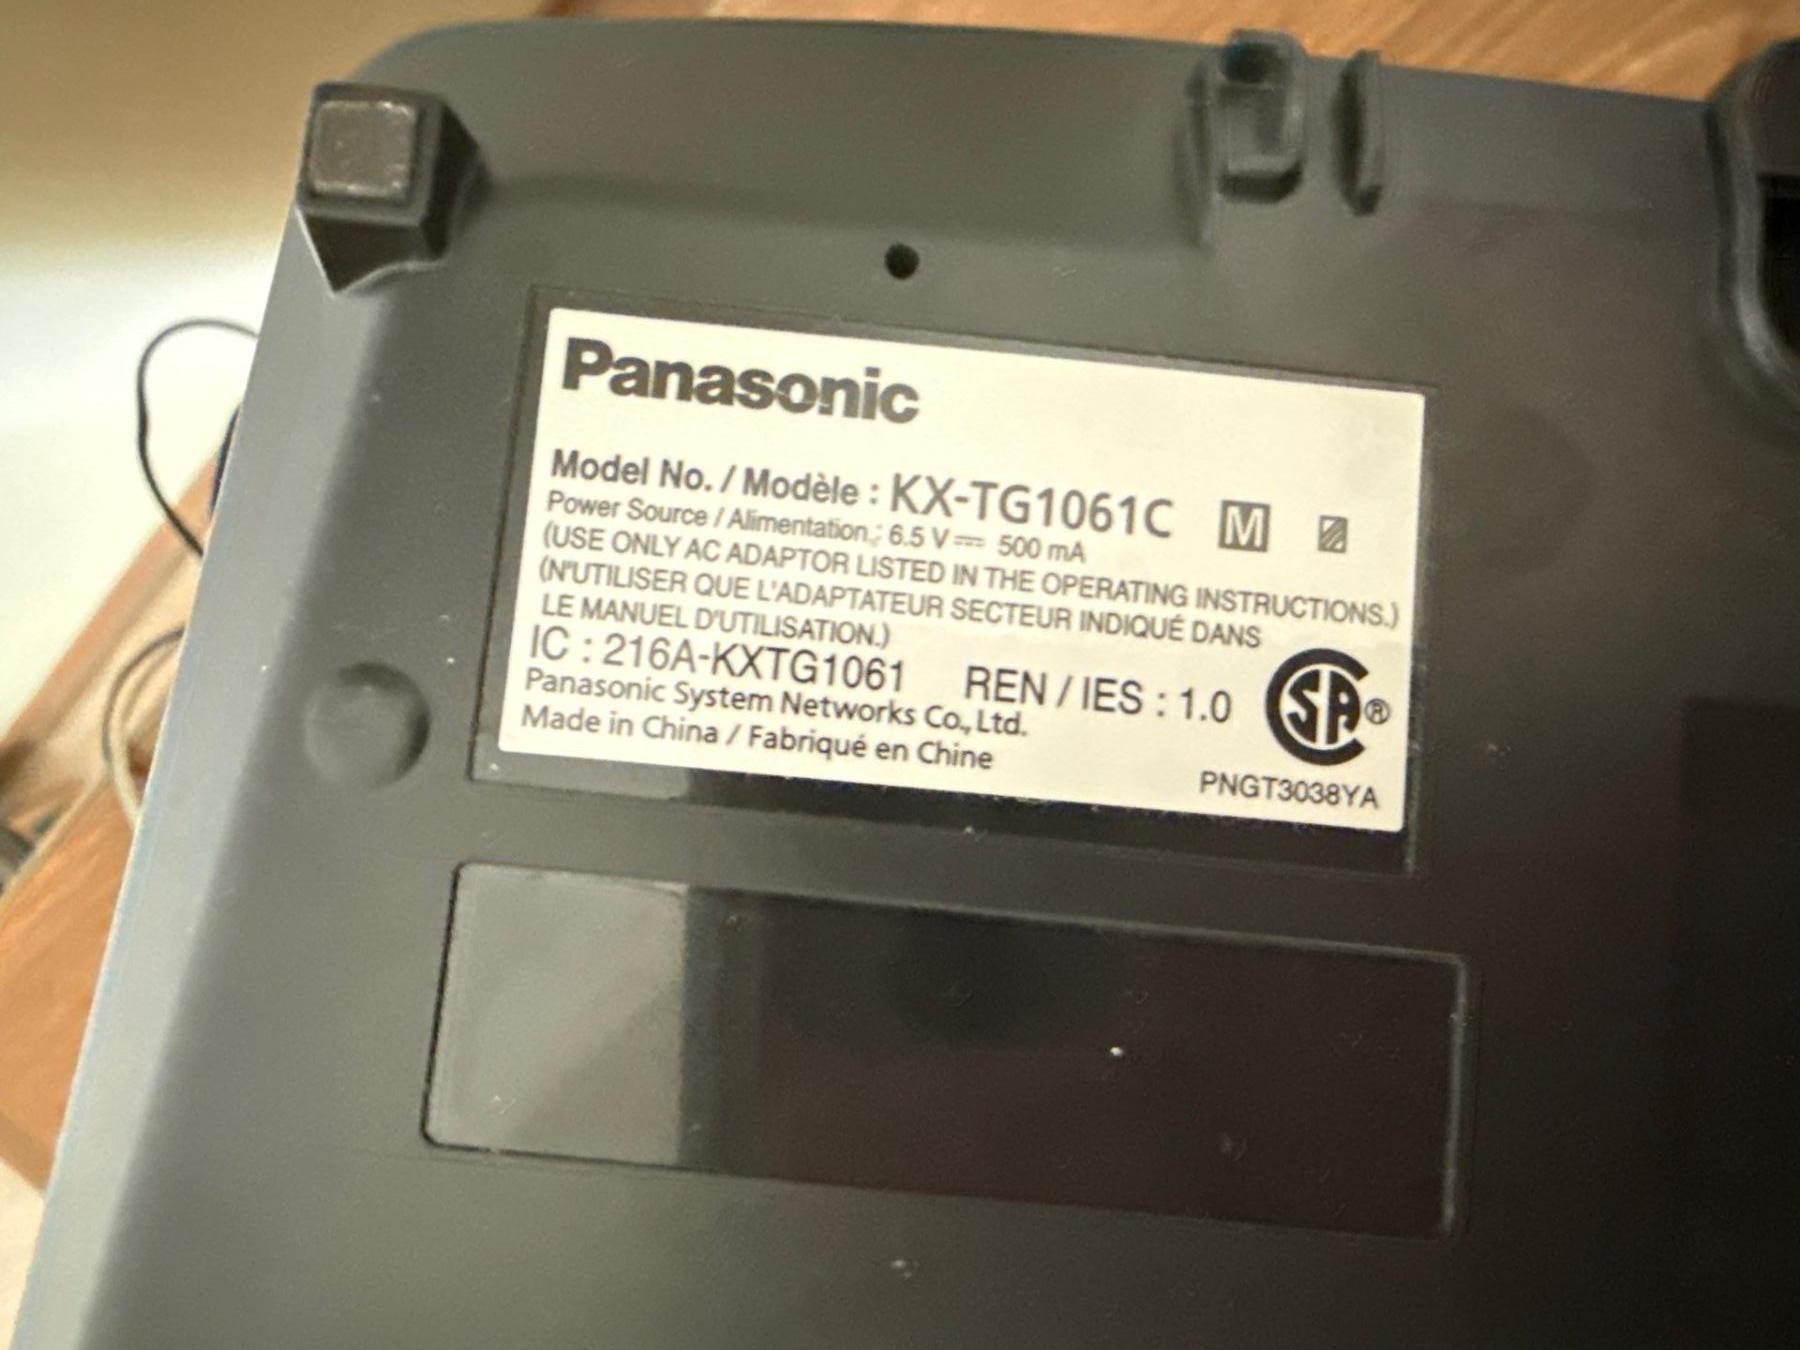 Panasonic
Model No. / Modèle : KX-TG1061C M
Power Source / Alimentation : 6.5 V ⎓ 500 mA
(USE ONLY AC ADAPTOR LISTED IN THE OPERATING INSTRUCTIONS.)
(N'UTILISER QUE L'ADAPTATEUR SECTEUR INDIQUÉ DANS
LE MANUEL D'UTILISATION.)
IC : 216A-KXTG1061 REN / IES : 1.0 SA®
Panasonic System Networks Co., Ltd.
Made in China / Fabriqué en Chine
PNGT3038YA